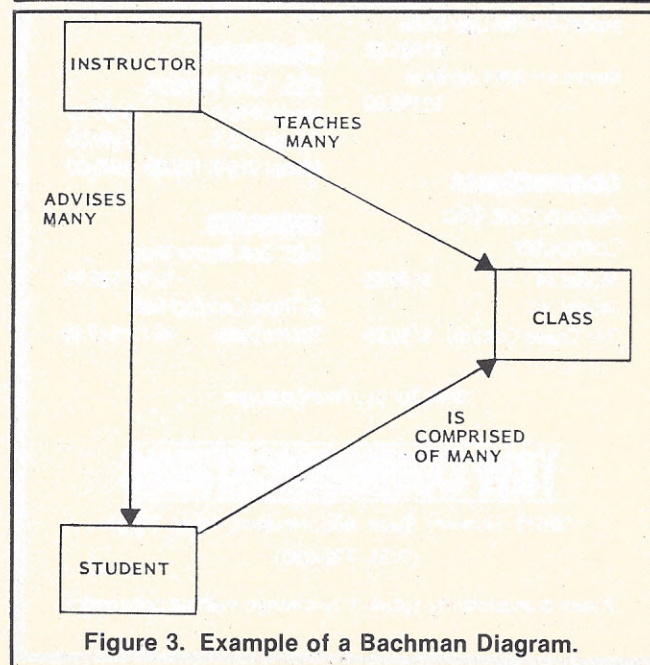 INSTRUCTOR
TEACHES
MANY
ADVISES
MANY
CLASS
IS
COMPRISED
OF MANY
STUDENT
Figure 3. Example of a Bachman Diagram.